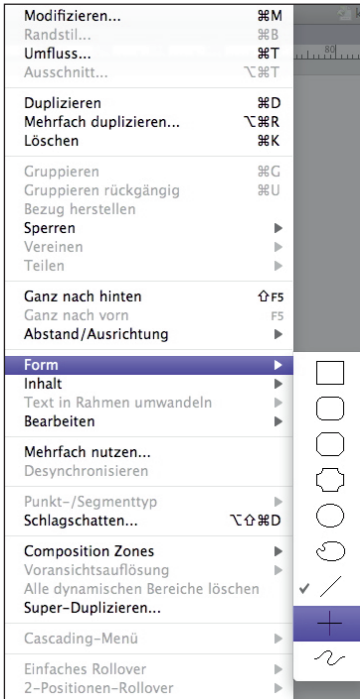 Modifizieren... ⌘M
Randstil... ⌘B
Umfluss... ⌘T
Ausschnitt... ⌥⌘T
80
Duplizieren ⌘D
Mehrfach duplizieren... ⌥⌘R
Löschen ⌘K
Gruppieren ⌘G
Gruppieren rückgängig ⌘U
Bezug herstellen
Sperren
Vereinen
Teilen
Ganz nach hinten ⇧F5
Ganz nach vorn F5
Abstand/Ausrichtung
Form
Inhalt
Text in Rahmen umwandeln
Bearbeiten
Mehrfach nutzen...
Desynchronisieren
Punkt-/Segmenttyp
Schlagschatten... ⌥⇧⌘D
Composition Zones
Voransichtsauflösung
Alle dynamischen Bereiche löschen
Super-Duplizieren...
Cascading-Menü
Einfaches Rollover
2-Positionen-Rollover